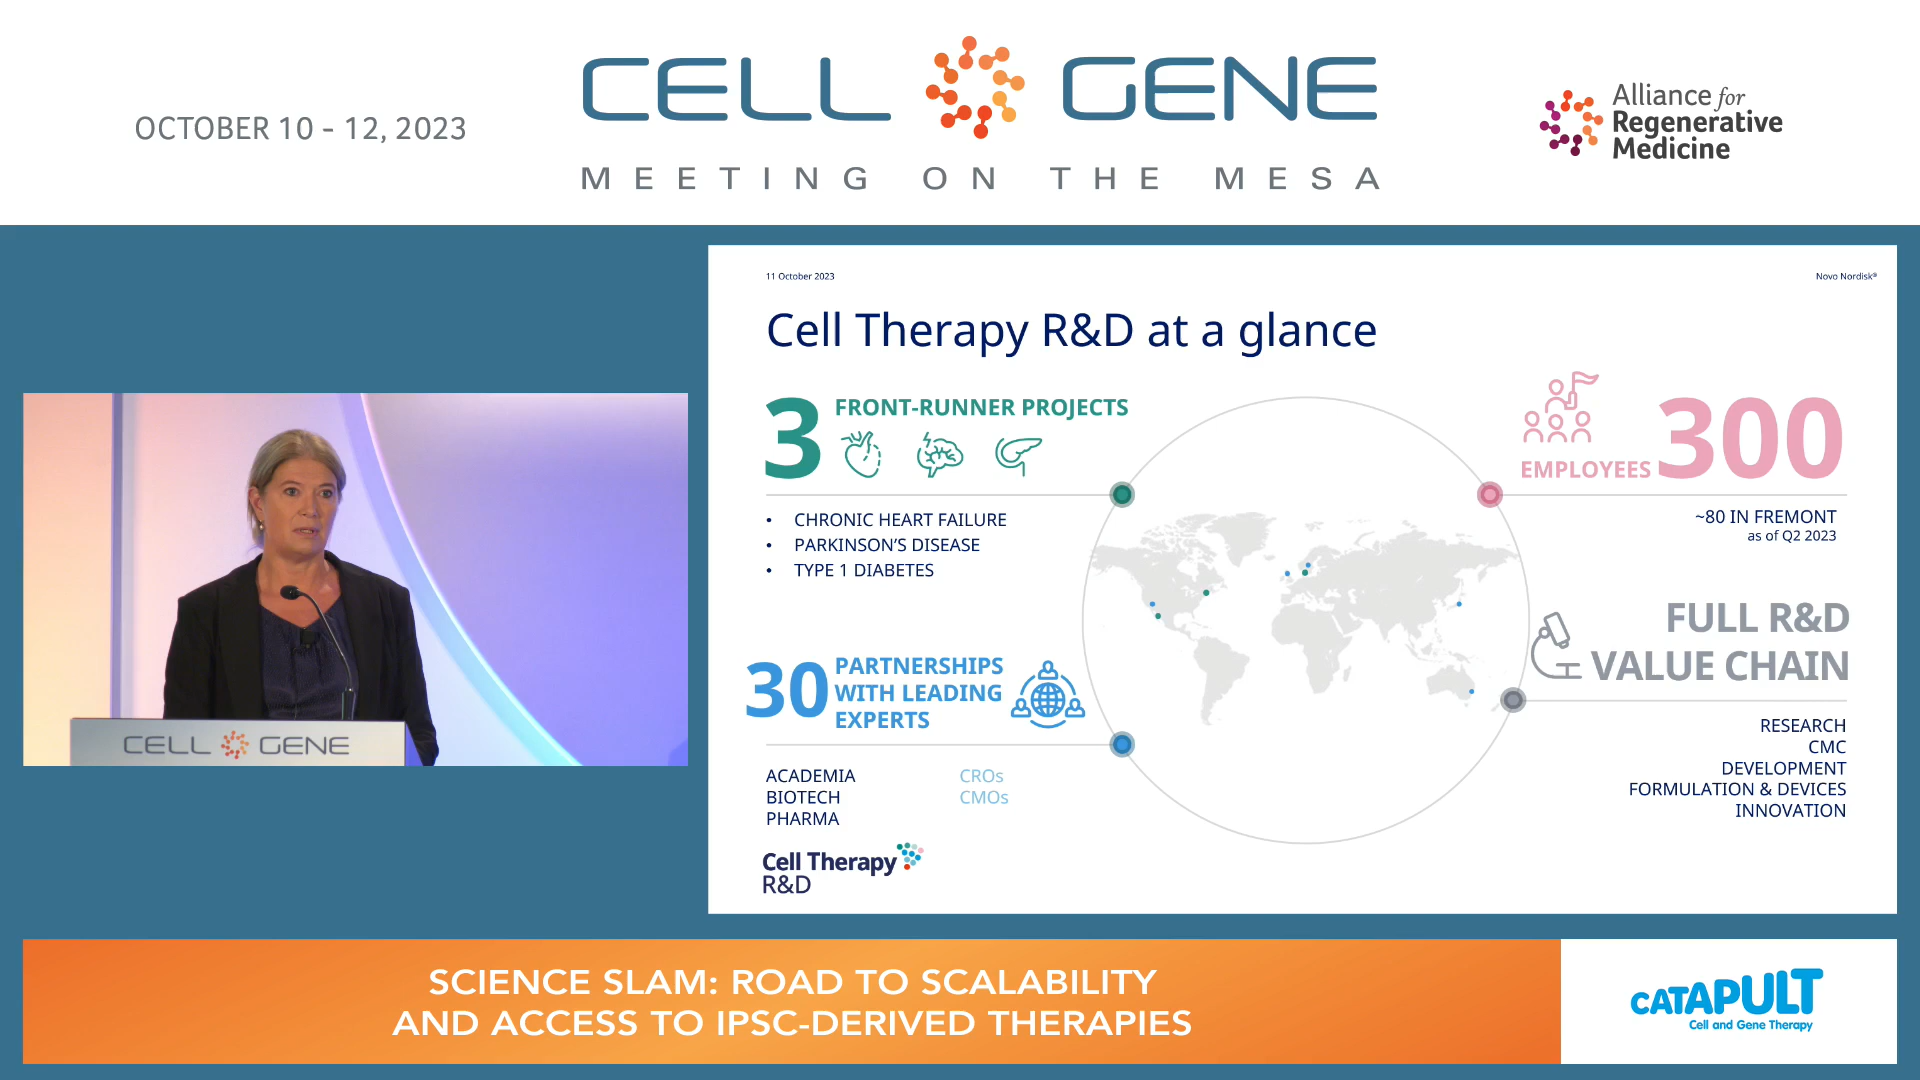 OCTOBER 10 - 12, 2023
CELL GENE
MEETING ON THE MESA
Alliance for
Regenerative
Medicine
CELL GENE
11 October 2023
Novo Nordisk®
Cell Therapy R&D at a glance
3 FRONT-RUNNER PROJECTS
• CHRONIC HEART FAILURE
• PARKINSON'S DISEASE
• TYPE 1 DIABETES
30 PARTNERSHIPS
WITH LEADING
EXPERTS
ACADEMIA
BIOTECH
PHARMA
CROs
CMOs
Cell Therapy
R&D
EMPLOYEES 300
~80 IN FREMONT
as of Q2 2023
FULL R&D
VALUE CHAIN
RESEARCH
CMC
DEVELOPMENT
FORMULATION & DEVICES
INNOVATION
SCIENCE SLAM: ROAD TO SCALABILITY
AND ACCESS TO IPSC-DERIVED THERAPIES
CATAPULT
Cell and Gene Therapy